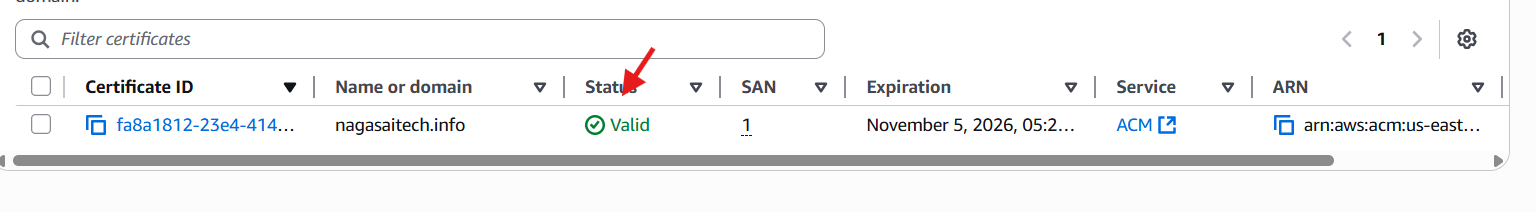 Filter certificates
1
Certificate ID Name or domain Status SAN Expiration Service ARN
fa8a1812-23e4-414... nagasaitech.info Valid 1 November 5, 2026, 05:2... ACM arn:aws:acm:us-east...